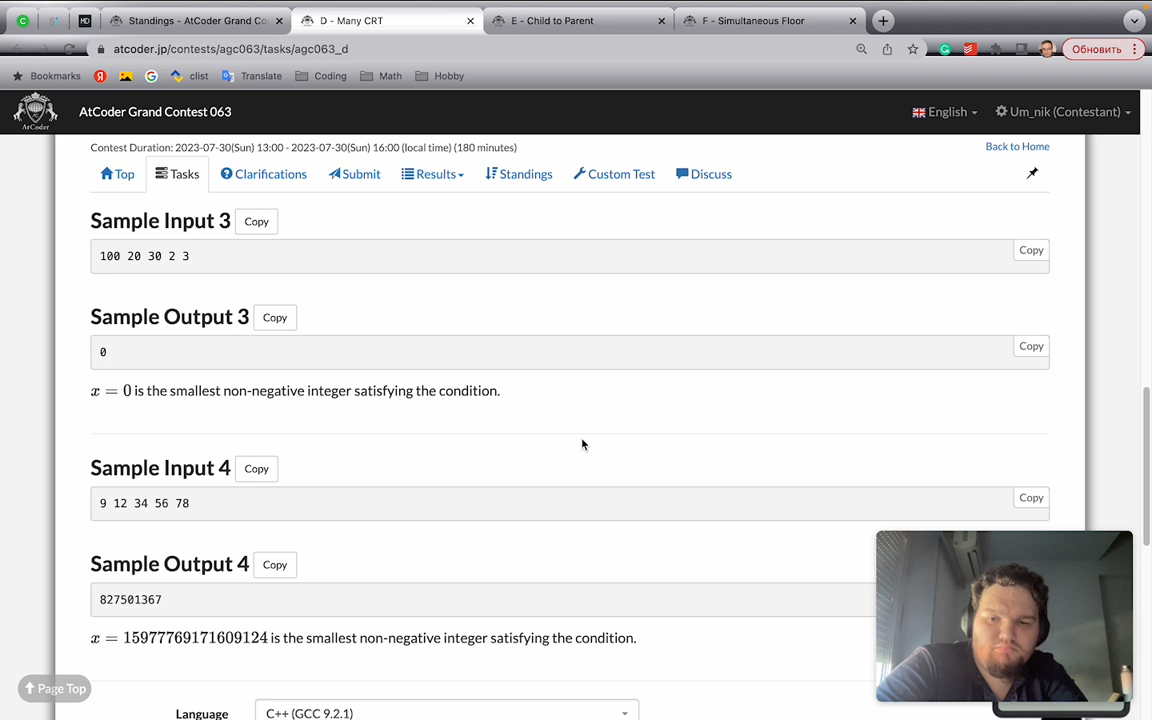 Standings - AtCoder Grand Co
D - Many CRT
E - Child to Parent
F - Simultaneous Floor
atcoder.jp/contests/agc063/tasks/agc063_d
Обновить
Bookmarks
clist
Translate
Coding
Math
Hobby
AtCoder Grand Contest 063
English
Um_nik (Contestant)
Contest Duration: 2023-07-30(Sun) 13:00 - 2023-07-30(Sun) 16:00 (local time) (180 minutes)
Back to Home
Top
Tasks
Clarifications
Submit
Results
Standings
Custom Test
Discuss
Sample Input 3
Copy
100 20 30 2 3
Copy
Sample Output 3
Copy
0
Copy
x = 0 is the smallest non-negative integer satisfying the condition.
Sample Input 4
Copy
9 12 34 56 78
Copy
Sample Output 4
Copy
827501367
x = 15977769171609124 is the smallest non-negative integer satisfying the condition.
Page Top
Language
C++ (GCC 9.2.1)